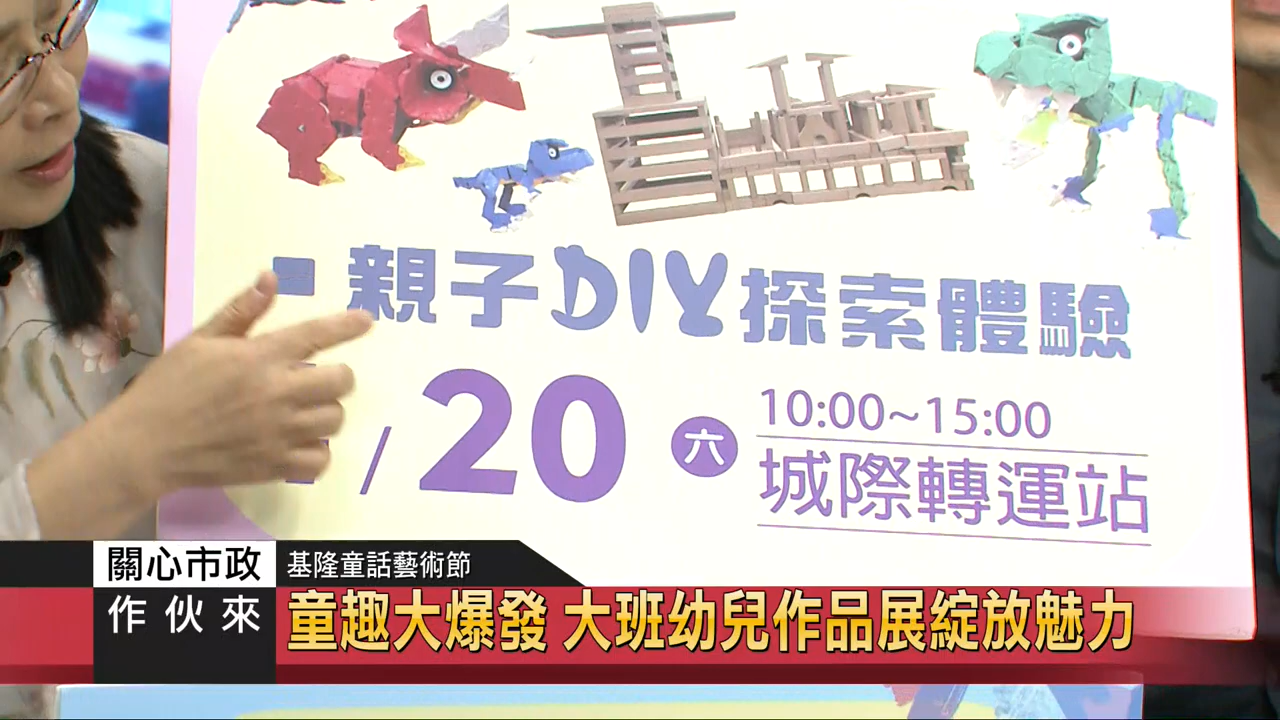 親子DIY探索體驗
/20 六
10:00~15:00
城際轉運站
關心市政
作伙來
基隆童話藝術節
童趣大爆發 大班幼兒作品展綻放魅力